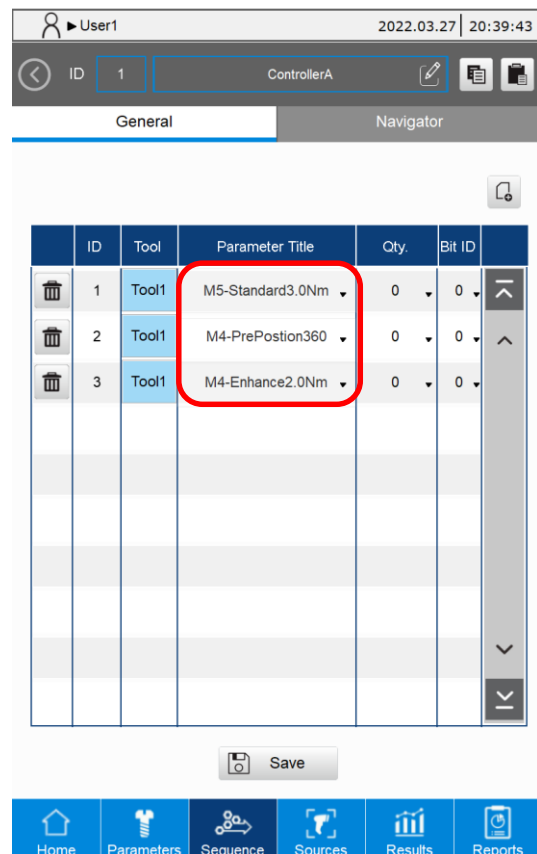 User1 2022.03.27 20:39:43
ID 1 ControllerA
General Navigator
ID Tool Parameter Title Qty. Bit ID
1 Tool1 M5-Standard3.0Nm 0 0
2 Tool1 M4-PrePostion360 0 0
3 Tool1 M4-Enhance2.0Nm 0 0
Save
Home Parameters Sequence Sources Results Reports